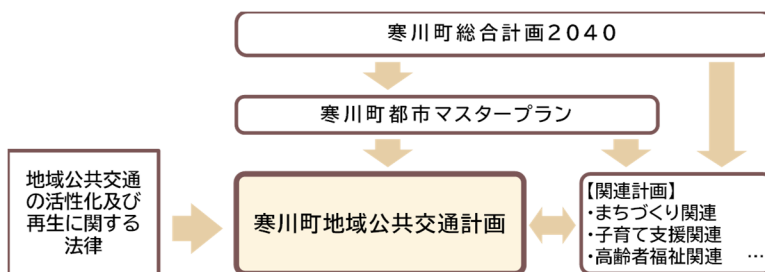 寒川町総合計画2040
寒川町都市マスタープラン
地域公共交通
の活性化及び
再生に関する
法律
寒川町地域公共交通計画
【関連計画】
・まちづくり関連
・子育て支援関連
・高齢者福祉関連 …